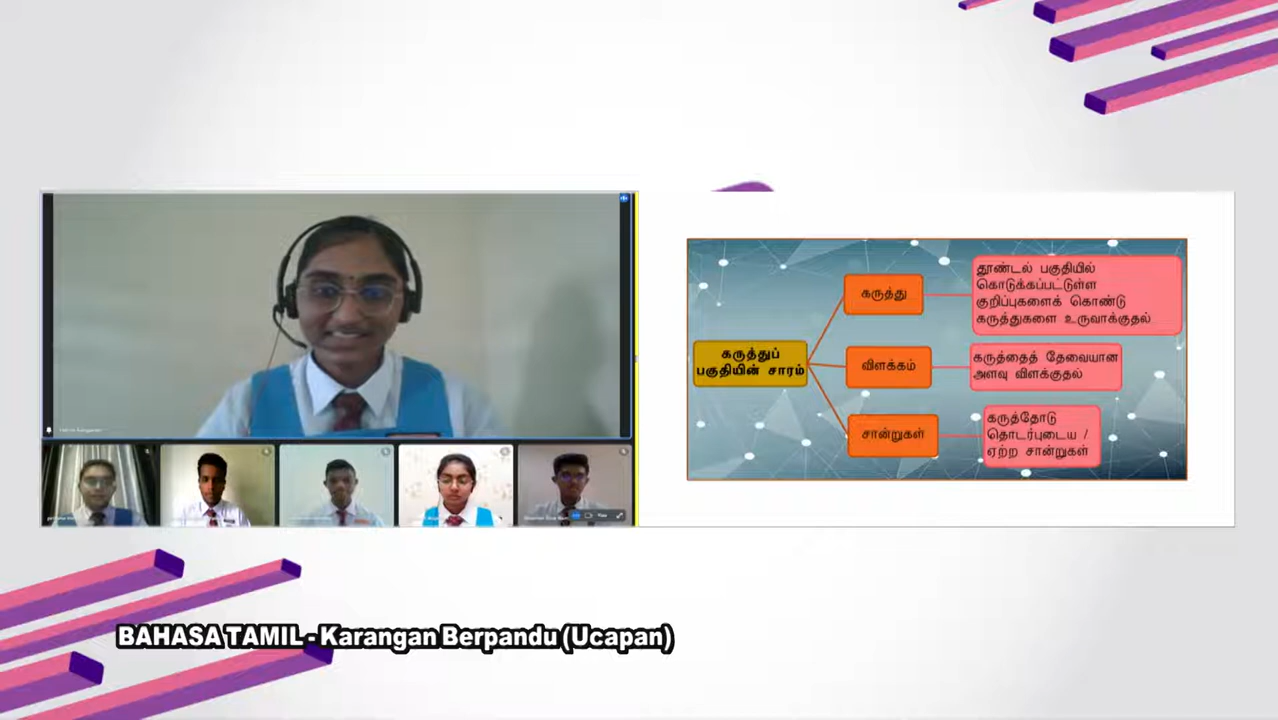 கருத்துப்
பகுதியின் சாரம்
கருத்து
தூண்டல் பகுதியில்
கொடுக்கப்பட்டுள்ள
குறிப்புகளைக் கொண்டு
கருத்துகளை உருவாக்குதல்
விளக்கம்
கருத்தைத் தேவையான
அளவு விளக்குதல்
சான்றுகள்
கருத்தோடு
தொடர்புடைய /
ஏற்ற சான்றுகள்
You
BAHASA TAMIL - Karangan Berpandu (Ucapan)